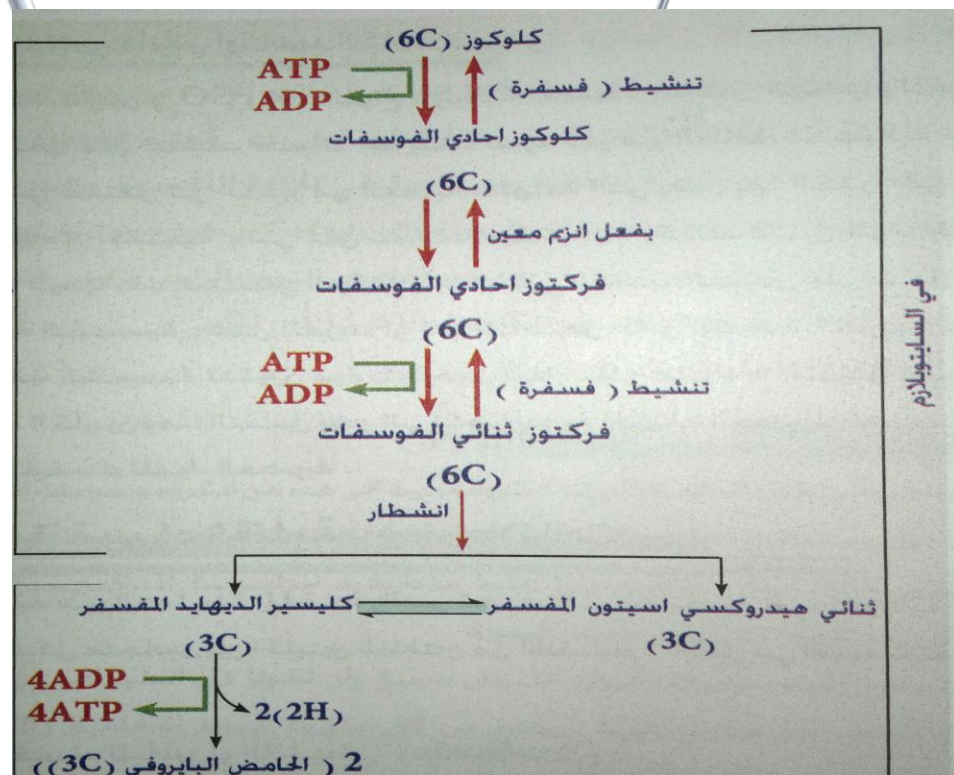 كلوكوز (6C)
ATP
ADP
تنشيط ( فسفرة )
كلوكوز احادي الفوسفات
(6C)
بفعل انزم معين
فركتوز احادي الفوسفات
(6C)
ATP
ADP
تنشيط ( فسفرة )
فركتوز ثنائي الفوسفات
(6C)
انشطار
في السايتوبلازم
ثنائي هيدروكسي اسيتون المفسفر
كليسير الديهايد المفسفر
(3C)
(3C)
4ADP
4ATP
2(2H)
2 ( الحامض البايروفي (3C))